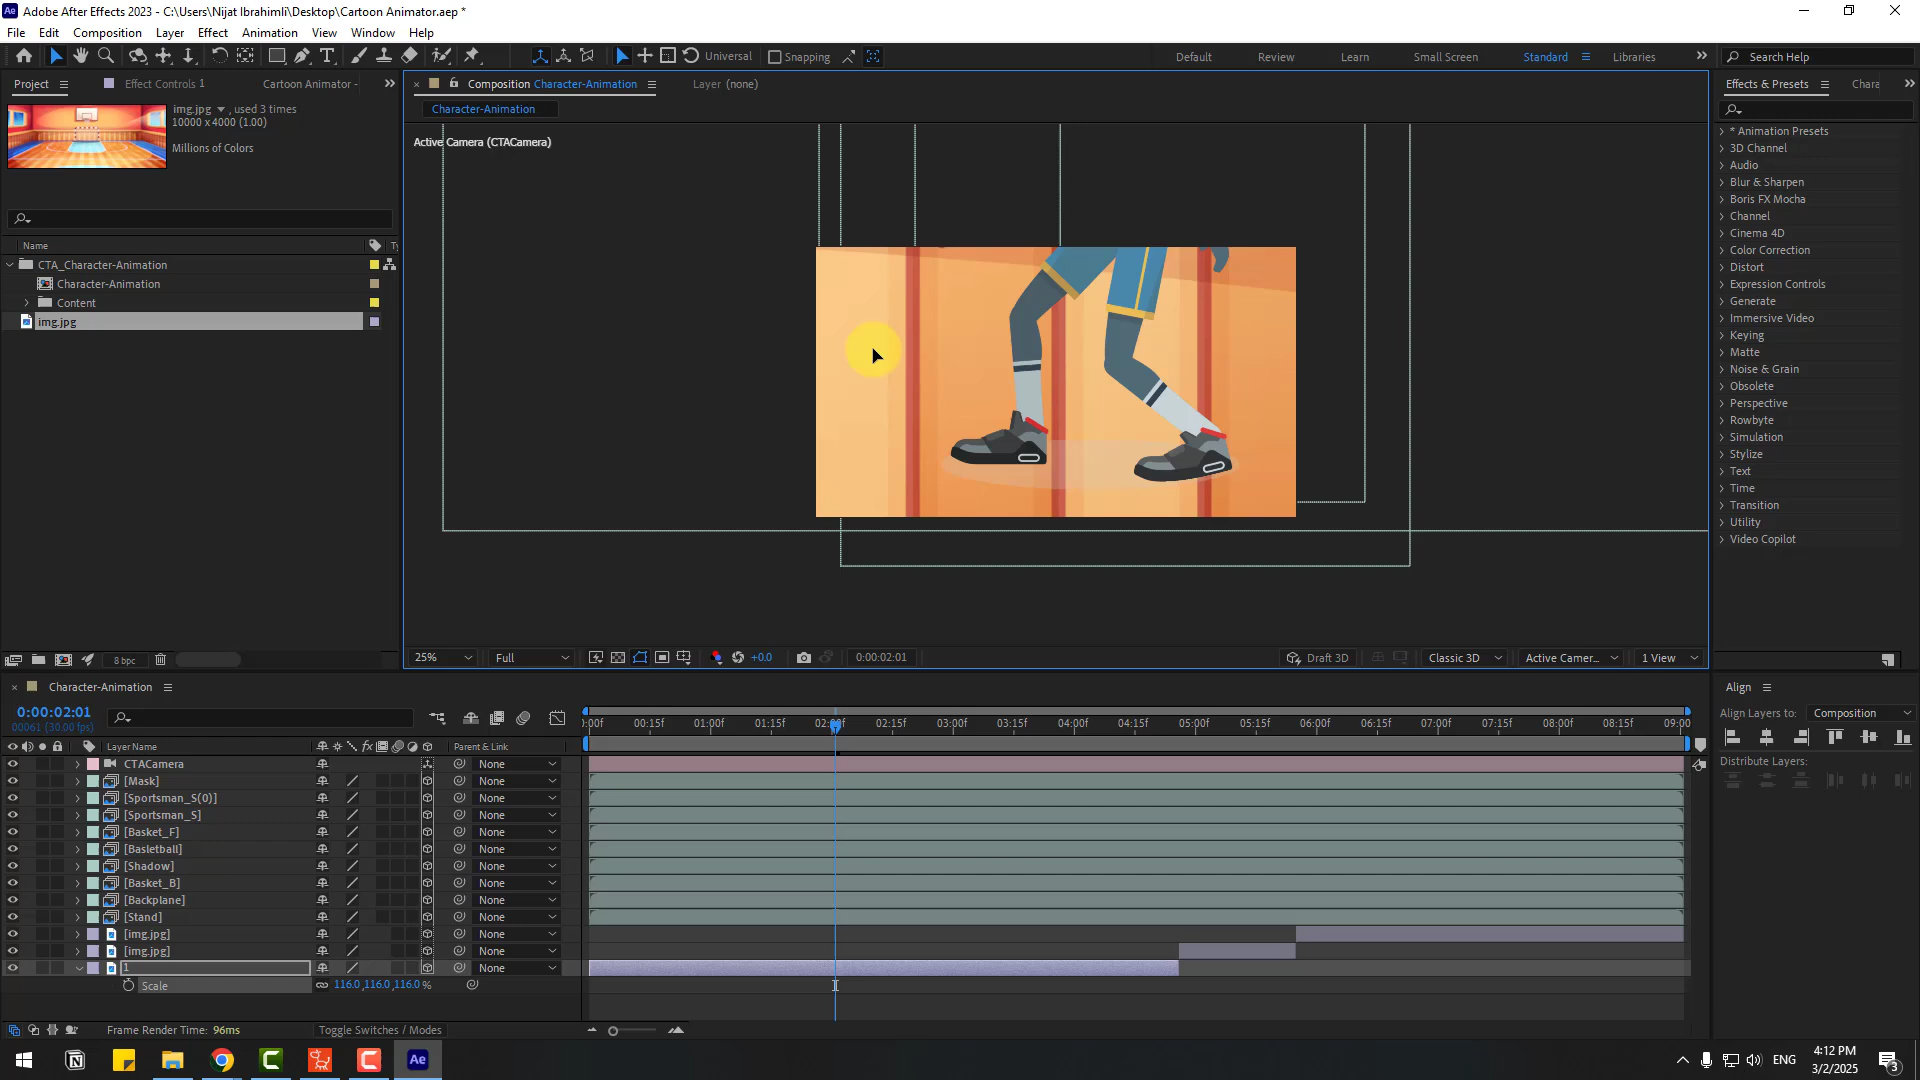 Adobe After Effects 2023 - C:\Users\Nijat Ibrahimli\Desktop\Cartoon Animator.aep *
File Edit Composition Layer Effect Animation View Window Help
Universal Snapping Default Review Learn Small Screen Standard Libraries Search Help
Project Effect Controls 1 Cartoon Animator - Composition Character-Animation Layer (none) Effects & Presets Chara
img.jpg , used 3 times
10000 x 4000 (1.00)
Millions of Colors
Character-Animation
Active Camera (CTACamera)
Name Ty
CTA_Character-Animation
Character-Animation
Content
img.jpg
* Animation Presets
3D Channel
Audio
Blur & Sharpen
Boris FX Mocha
Channel
Cinema 4D
Color Correction
Distort
Expression Controls
Generate
Immersive Video
Keying
Matte
Noise & Grain
Obsolete
Perspective
Rowbyte
Simulation
Stylize
Text
Time
Transition
Utility
Video Copilot
8 bpc
25% Full +0.0 0:00:02:01 Draft 3D Classic 3D Active Camer... 1 View
Character-Animation
0:00:02:01
00061 (30.00 fps)
:00f 00:15f 01:00f 01:15f 02:00f 02:15f 03:00f 03:15f 04:00f 04:15f 05:00f 05:15f 06:00f 06:15f 07:00f 07:15f 08:00f 08:15f 09:00
Layer Name Parent & Link
CTACamera None
[Mask] None
[Sportsman_S(0)] None
[Sportsman_S] None
[Basket_F] None
[Basletball] None
[Shadow] None
[Basket_B] None
[Backplane] None
[Stand] None
[img.jpg] None
[img.jpg] None
1 None
Scale 116.0,116.0,116.0 %
Align
Align Layers to: Composition
Distribute Layers:
Frame Render Time: 96ms Toggle Switches / Modes
Ae
ENG
4:12 PM
3/2/2025
3